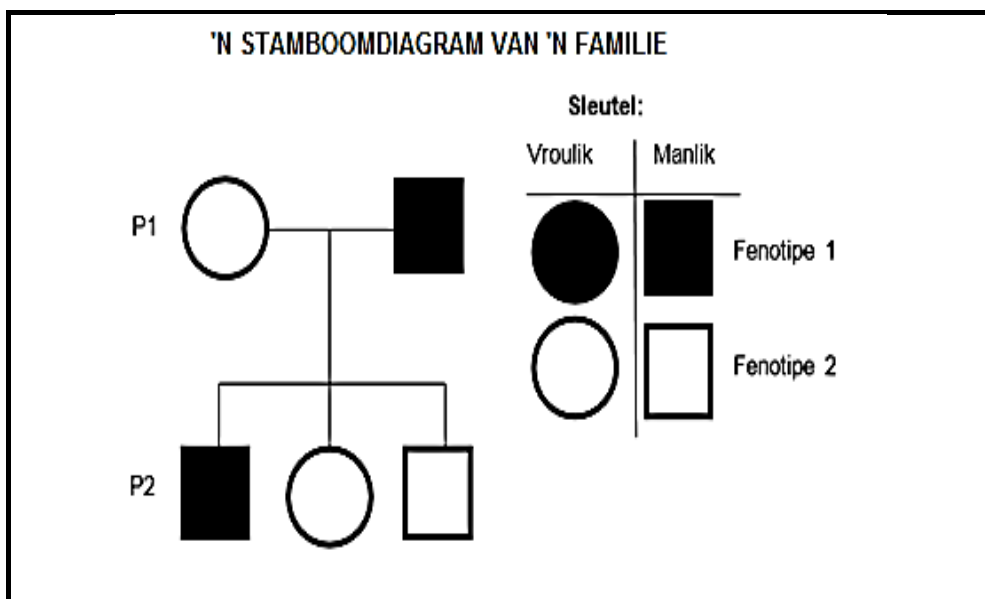 'N STAMBOOMDIAGRAM VAN 'N FAMILIE
Sleutel:
Vroulik Manlik
P1
Fenotipe 1
Fenotipe 2
P2